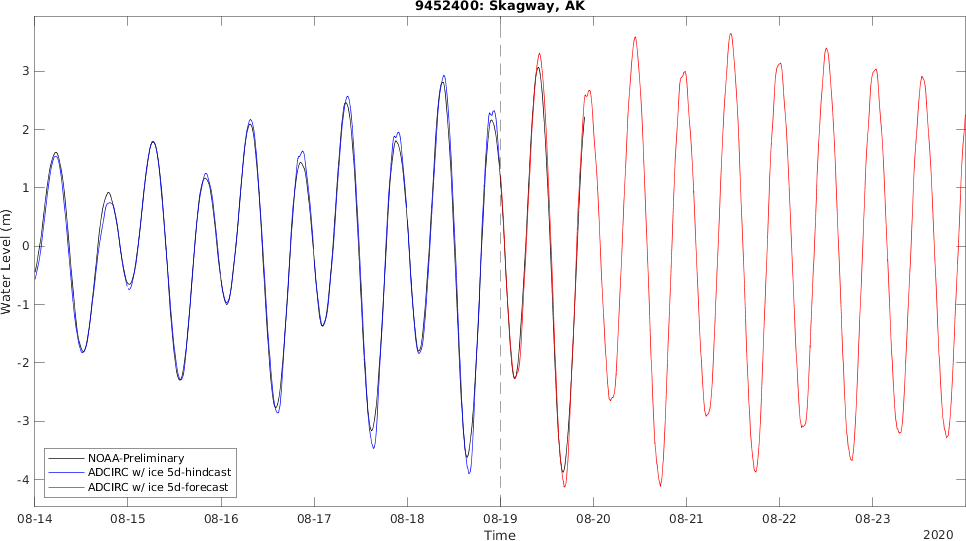 9452400: Skagway, AK
Water Level (m)
3
2
1
0
-1
-2
-3
-4
NOAA-Preliminary
ADCIRC w/ ice 5d-hindcast
ADCIRC w/ ice 5d-forecast
08-14 08-15 08-16 08-17 08-18 08-19 08-20 08-21 08-22 08-23
Time
2020